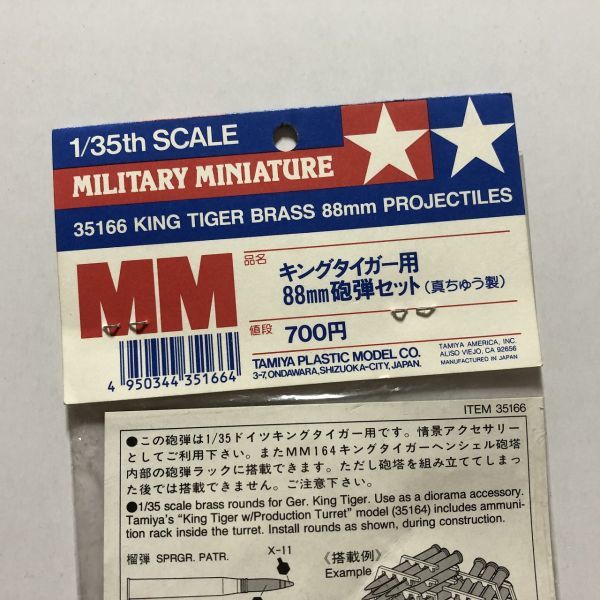 1/35th SCALE
MILITARY MINIATURE
35166 KING TIGER BRASS 88mm PROJECTILES
MM
品名
キングタイガー用
88mm砲弾セット(真ちゅう製)
値段 700円
4 950344 351664
TAMIYA PLASTIC MODEL CO.
3-7, ONDAWARA, SHIZUOKA-CITY, JAPAN.
TAMIYA AMERICA, INC.
ALISO VIEJO, CA 92656
MANUFACTURED IN JAPAN
ITEM 35166
●この砲弾は1/35ドイツキングタイガー用です。情景アクセサリー
としてご利用下さい。またMM164キングタイガーヘンシェル砲塔
内部の砲弾ラックに搭載できます。ただし砲塔を組み立ててしまっ
た後では搭載できません。ご注意下さい。
●1/35 scale brass rounds for Ger. King Tiger. Use as a diorama accessory.
Tamiya's "King Tiger w/Production Turret" model (35164) includes ammuni-
tion rack inside the turret. Install rounds as shown, during construction.
榴弾 SPRGR. PATR.
X-11
《搭載例》
Example